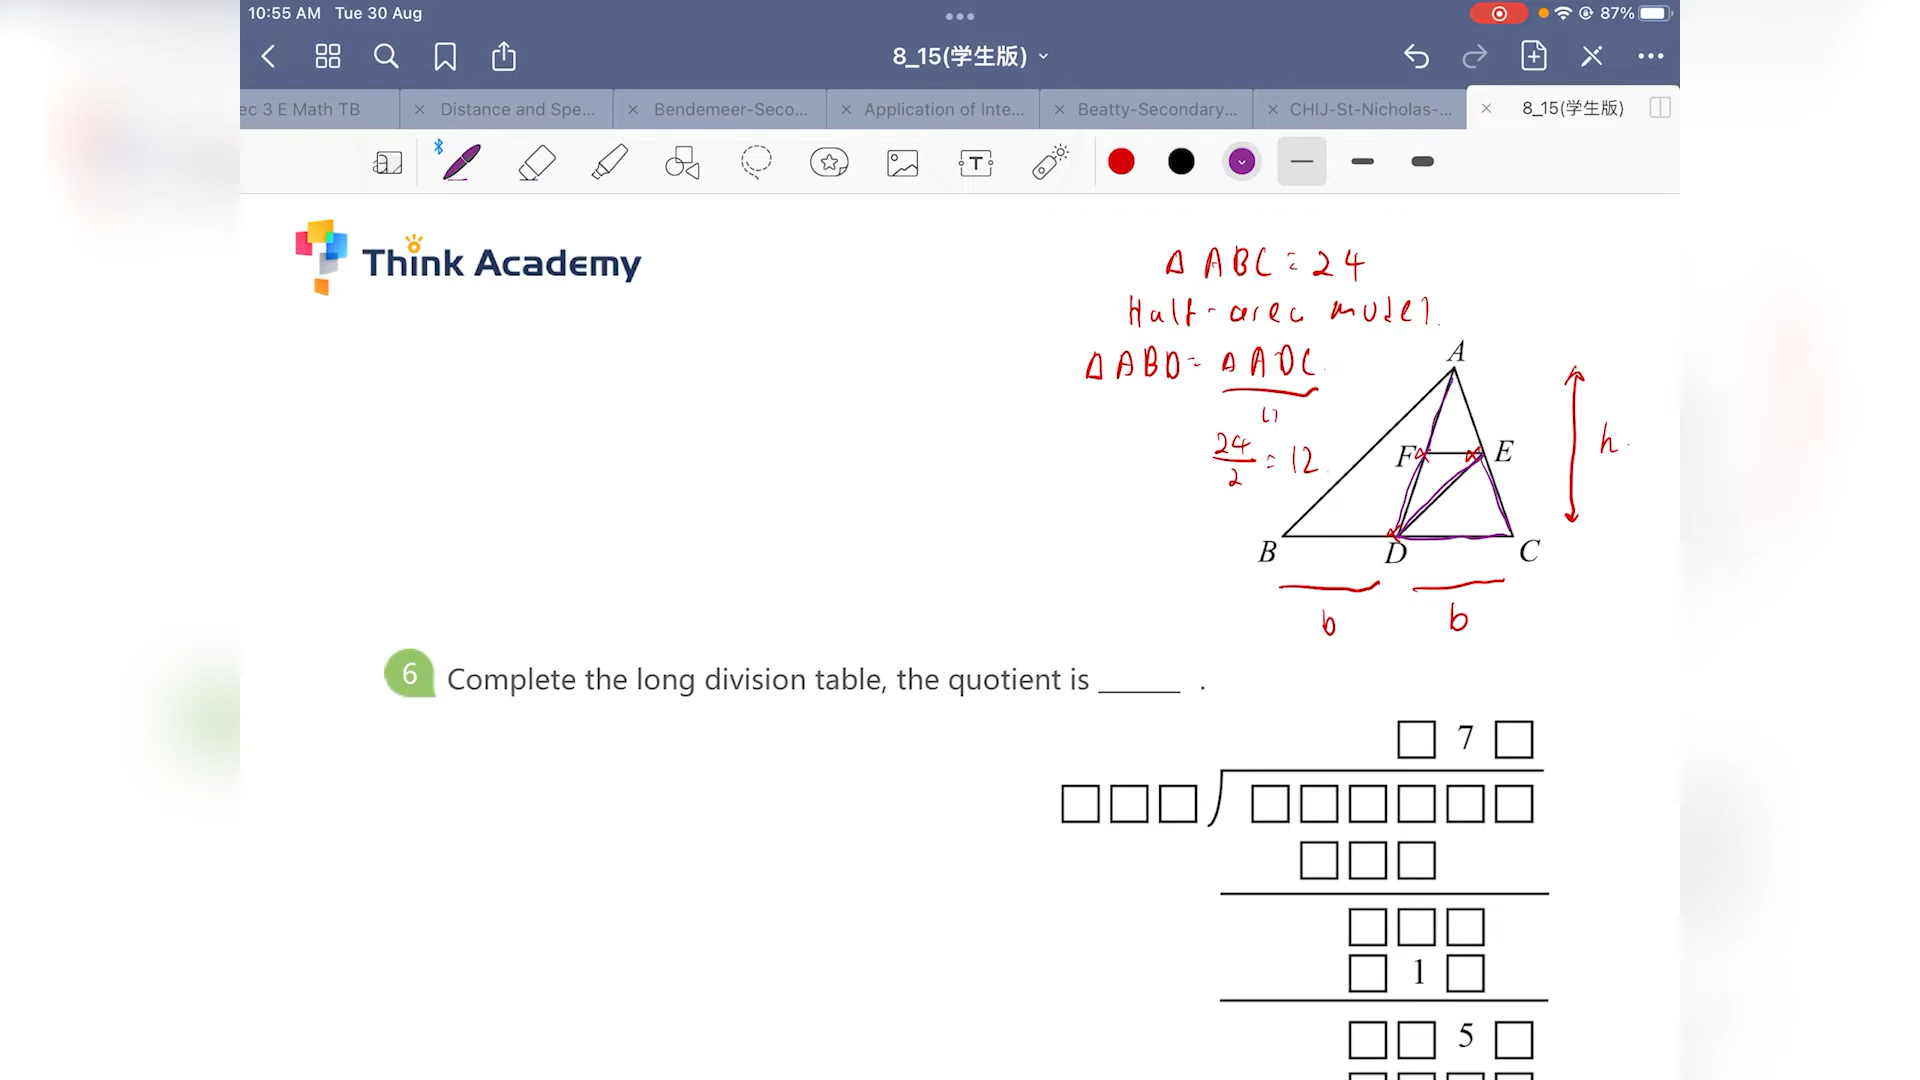 10:55 AM Tue 30 Aug
87%
8_15(学生版)
ec 3 E Math TB
Distance and Spe...
Bendemeer-Seco...
Application of Inte...
Beatty-Secondary...
CHIJ-St-Nicholas-...
8_15(学生版)
T
Think Academy
Δ ABC = 24
Half-area model.
Δ ABD = Δ ADC
24/2 = 12
A
F
E
h
B
D
C
b
b
6 Complete the long division table, the quotient is ______ .
□ 7 □
□□□ □□□□□□
□□□
□□□
□ 1 □
□□ 5 □